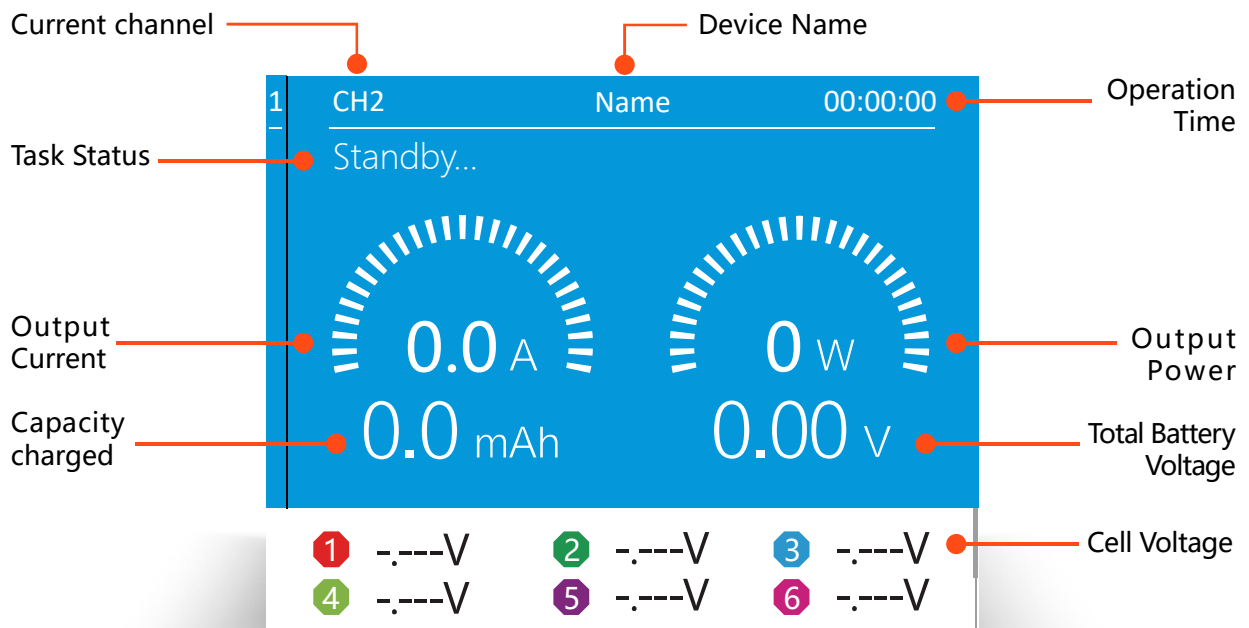 Current channel
Device Name
1 CH2 Name 00:00:00
Operation
Time
Task Status
Standby...
Output
Current
0.0 A
0 W
Output
Power
Capacity
charged
0.0 mAh
0.00 V
Total Battery
Voltage
1 -.---V 2 -.---V 3 -.---V
Cell Voltage
4 -.---V 5 -.---V 6 -.---V